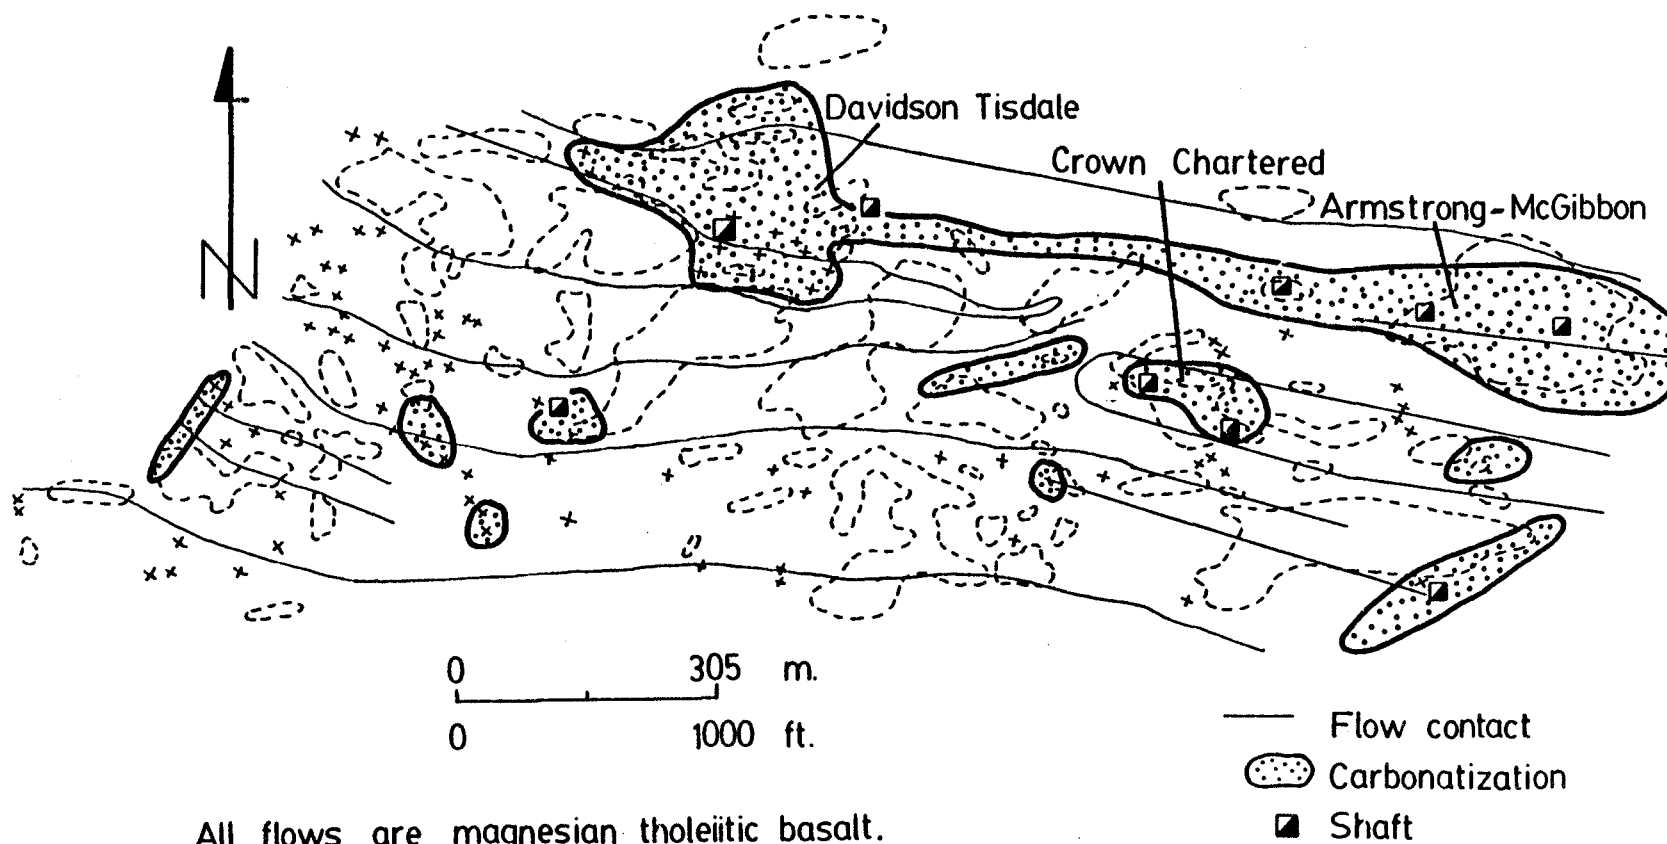 Davidson Tisdale
Crown Chartered
Armstrong-McGibbon
N
0 305 m.
0 1000 ft.
Flow contact
Carbonatization
Shaft
All flows are magnesian tholeiitic basalt.